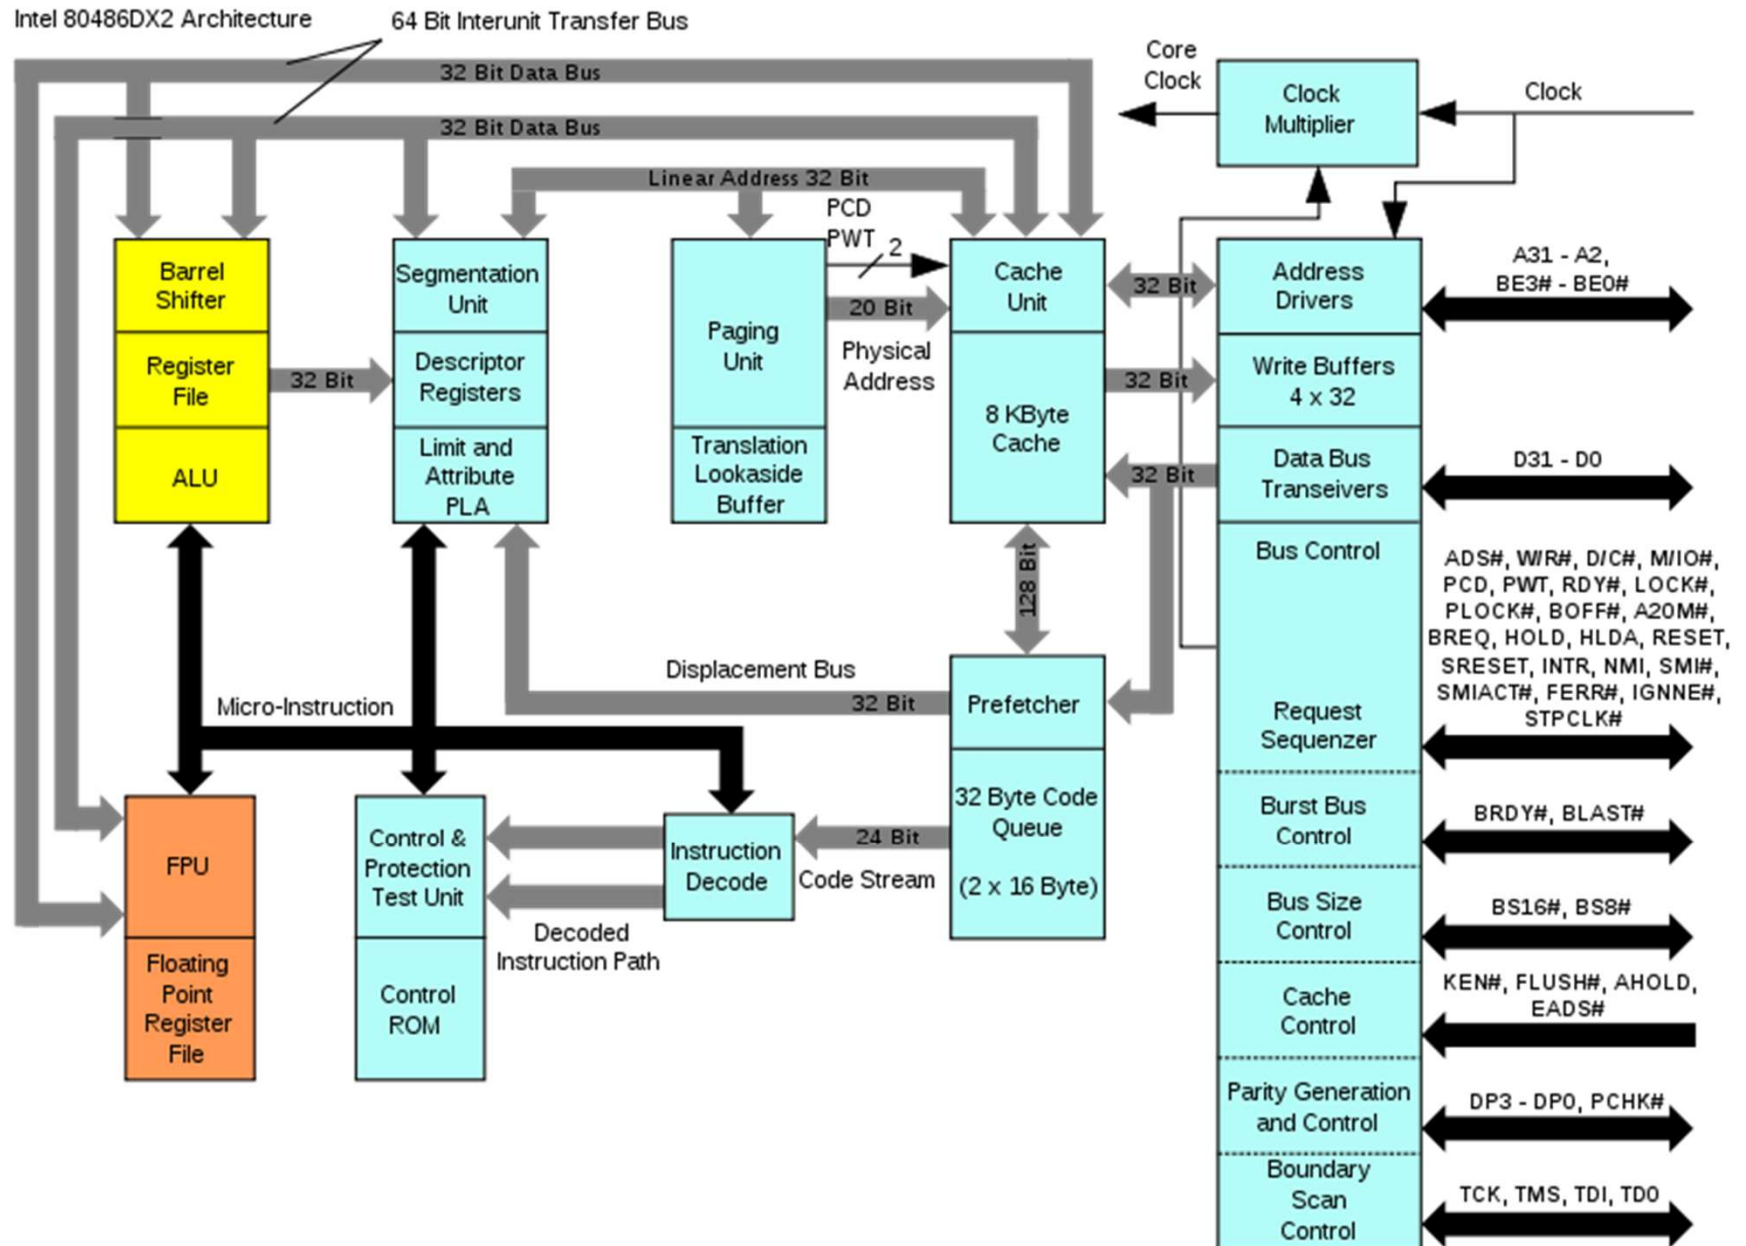 Intel 80486DX2 Architecture
64 Bit Interunit Transfer Bus
32 Bit Data Bus
32 Bit Data Bus
Linear Address 32 Bit
PCD
PWT
2
Core
Clock
Clock
Multiplier
Clock
Barrel
Shifter
Register
File
ALU
32 Bit
Segmentation
Unit
Descriptor
Registers
Limit and
Attribute
PLA
Paging
Unit
Translation
Lookaside
Buffer
20 Bit
Physical
Address
Cache
Unit
8 KByte
Cache
32 Bit
32 Bit
32 Bit
128 Bit
Address
Drivers
Write Buffers
4 x 32
Data Bus
Transeivers
Bus Control
Request
Sequenzer
Burst Bus
Control
Bus Size
Control
Cache
Control
Parity Generation
and Control
Boundary
Scan
Control
A31 - A2,
BE3# - BE0#
D31 - D0
ADS#, W/R#, D/C#, M/IO#,
PCD, PWT, RDY#, LOCK#,
PLOCK#, BOFF#, A20M#,
BREQ, HOLD, HLDA, RESET,
SRESET, INTR, NMI, SMI#,
SMIACT#, FERR#, IGNNE#,
STPCLK#
BRDY#, BLAST#
BS16#, BS8#
KEN#, FLUSH#, AHOLD,
EADS#
DP3 - DP0, PCHK#
TCK, TMS, TDI, TD0
Displacement Bus
32 Bit
Micro-Instruction
Prefetcher
32 Byte Code
Queue
(2 x 16 Byte)
24 Bit
Code Stream
Instruction
Decode
Decoded
Instruction Path
Control &
Protection
Test Unit
Control
ROM
FPU
Floating
Point
Register
File